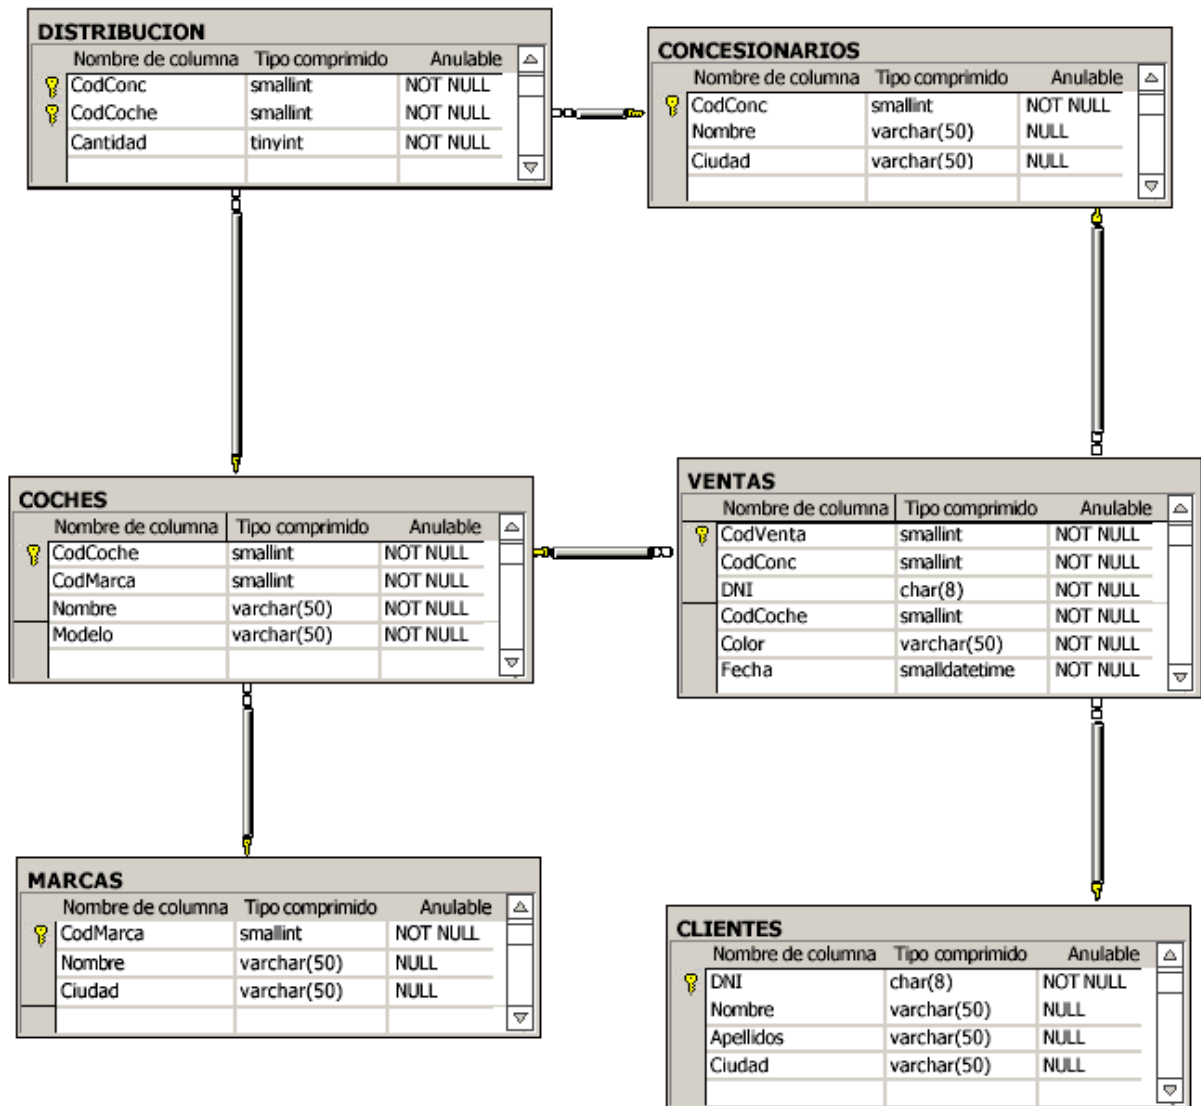 DISTRIBUCION
Nombre de columna Tipo comprimido Anulable
CodConc smallint NOT NULL
CodCoche smallint NOT NULL
Cantidad tinyint NOT NULL
CONCESIONARIOS
Nombre de columna Tipo comprimido Anulable
CodConc smallint NOT NULL
Nombre varchar(50) NULL
Ciudad varchar(50) NULL
COCHES
Nombre de columna Tipo comprimido Anulable
CodCoche smallint NOT NULL
CodMarca smallint NOT NULL
Nombre varchar(50) NOT NULL
Modelo varchar(50) NOT NULL
VENTAS
Nombre de columna Tipo comprimido Anulable
CodVenta smallint NOT NULL
CodConc smallint NOT NULL
DNI char(8) NOT NULL
CodCoche smallint NOT NULL
Color varchar(50) NOT NULL
Fecha smalldatetime NOT NULL
MARCAS
Nombre de columna Tipo comprimido Anulable
CodMarca smallint NOT NULL
Nombre varchar(50) NULL
Ciudad varchar(50) NULL
CLIENTES
Nombre de columna Tipo comprimido Anulable
DNI char(8) NOT NULL
Nombre varchar(50) NULL
Apellidos varchar(50) NULL
Ciudad varchar(50) NULL